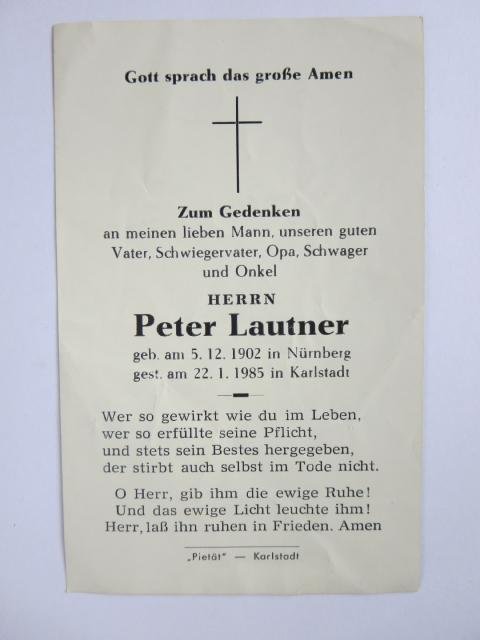 Gott sprach das große Amen
Zum Gedenken
an meinen lieben Mann, unseren guten
Vater, Schwiegervater, Opa, Schwager
und Onkel
HERRN
Peter Lautner
geb. am 5. 12. 1902 in Nürnberg
gest. am 22. 1. 1985 in Karlstadt
Wer so gewirkt wie du im Leben,
wer so erfüllte seine Pflicht,
und stets sein Bestes hergegeben,
der stirbt auch selbst im Tode nicht.
O Herr, gib ihm die ewige Ruhe!
Und das ewige Licht leuchte ihm!
Herr, laß ihn ruhen in Frieden. Amen
„Pietät" — Karlstadt